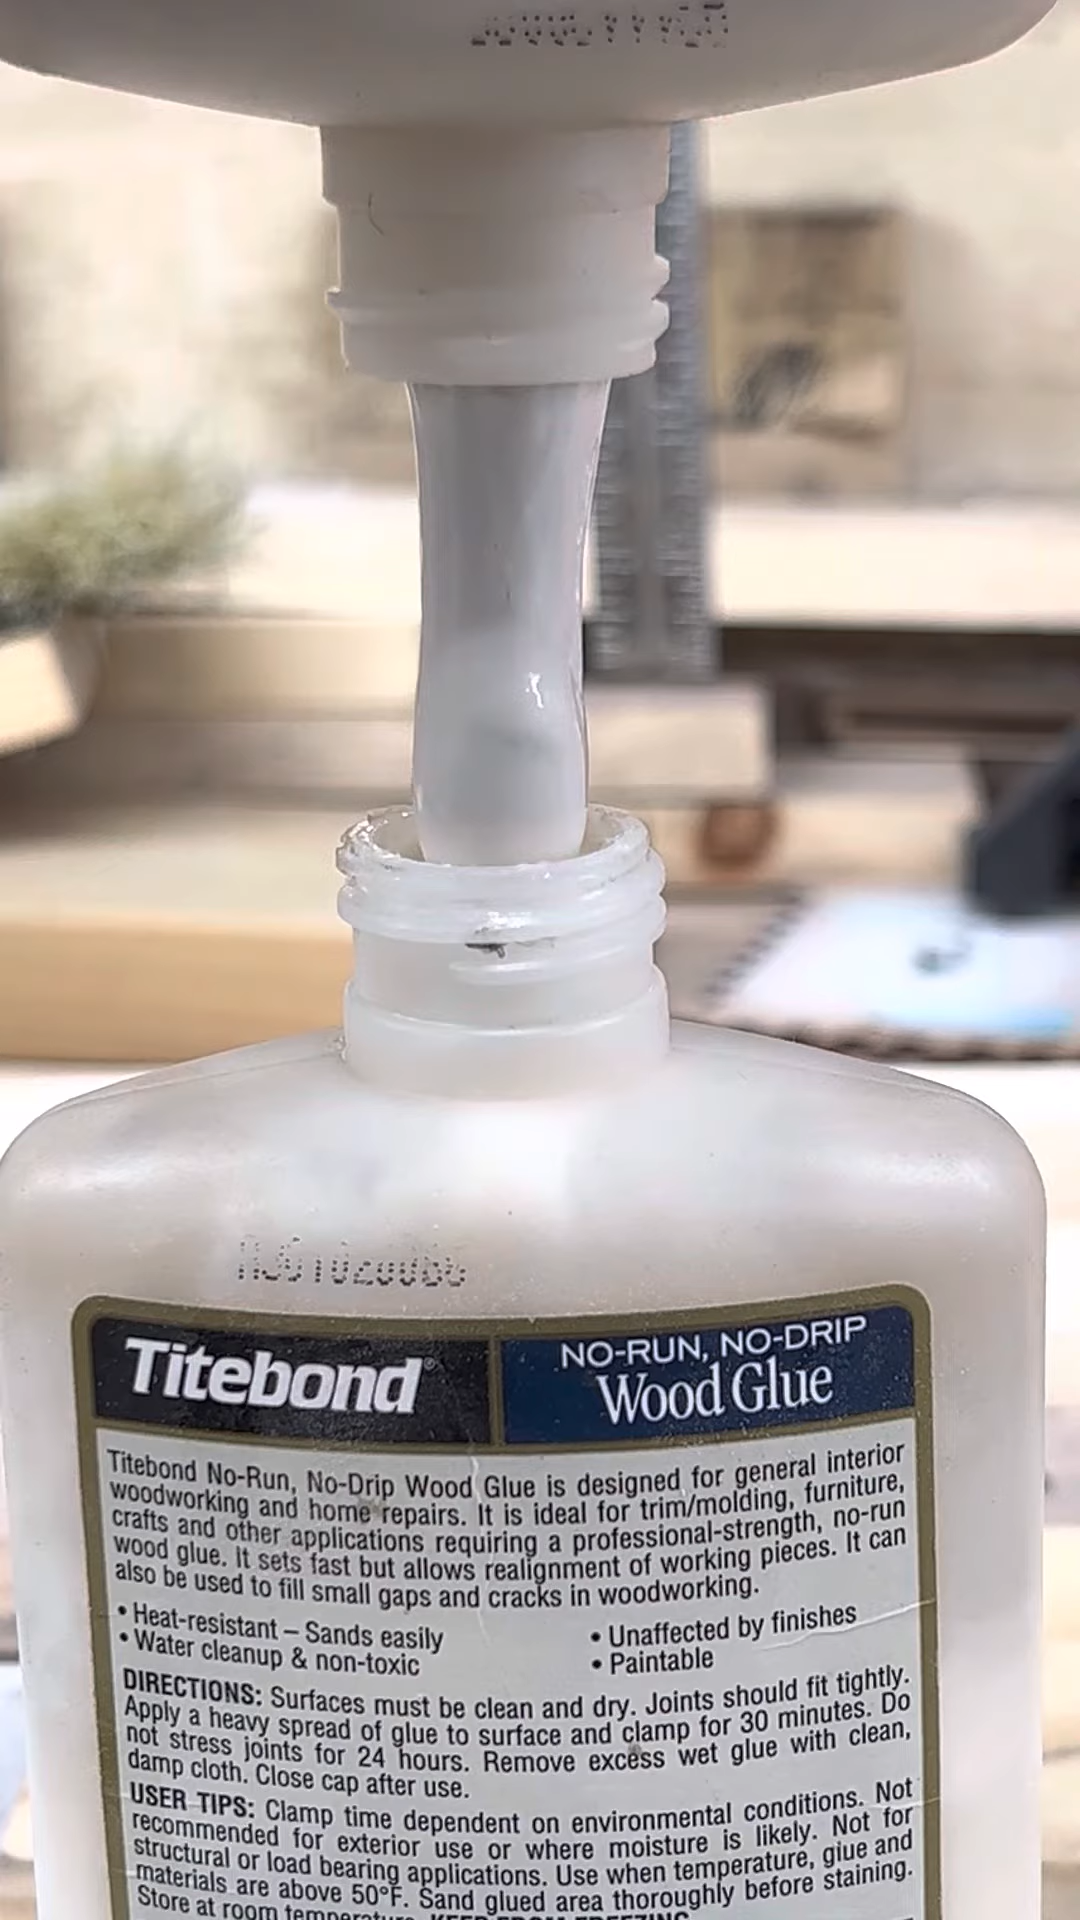 Titebond®
NO-RUN, NO-DRIP
Wood Glue
Titebond No-Run, No-Drip Wood Glue is designed for general interior
woodworking and home repairs. It is ideal for trim/molding, furniture,
crafts and other applications requiring a professional-strength, no-run
wood glue. It sets fast but allows realignment of working pieces. It can
also be used to fill small gaps and cracks in woodworking.
• Heat-resistant – Sands easily
• Water cleanup & non-toxic
• Unaffected by finishes
• Paintable
DIRECTIONS: Surfaces must be clean and dry. Joints should fit tightly.
Apply a heavy spread of glue to surface and clamp for 30 minutes. Do
not stress joints for 24 hours. Remove excess wet glue with clean,
damp cloth. Close cap after use.
USER TIPS: Clamp time dependent on environmental conditions. Not
recommended for exterior use or where moisture is likely. Not for
structural or load bearing applications. Use when temperature, glue and
materials are above 50°F. Sand glued area thoroughly before staining.
Store at room temperature. KEEP FROM FREEZING